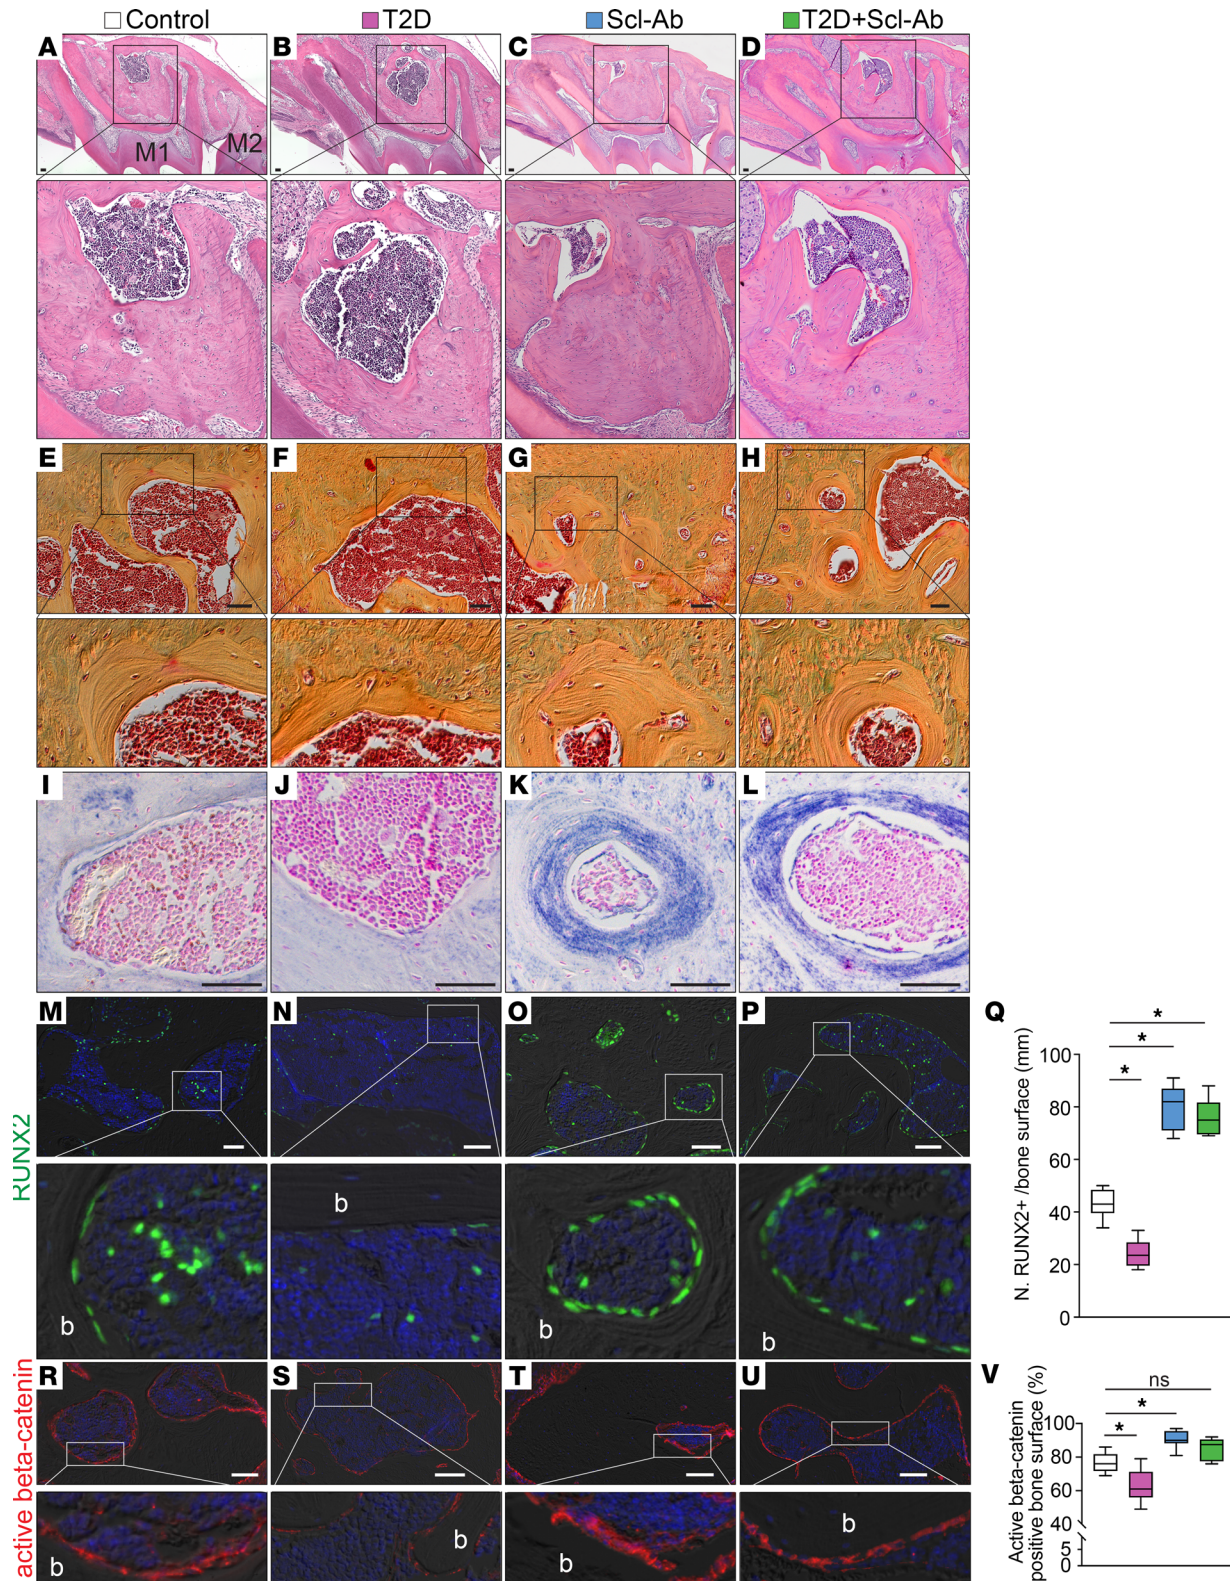 Control T2D Scl-Ab T2D+Scl-Ab
A B C D
M1 M2
E F G H
I J K L
M N O P Q
RUNX2
b b b b
* * *
N. RUNX2+ /bone surface (mm)
100
80
60
40
20
0
R S T U V
active beta-catenin
b b b b
ns
* *
Active beta-catenin
positive bone surface (%)
100
80
60
40
5
0